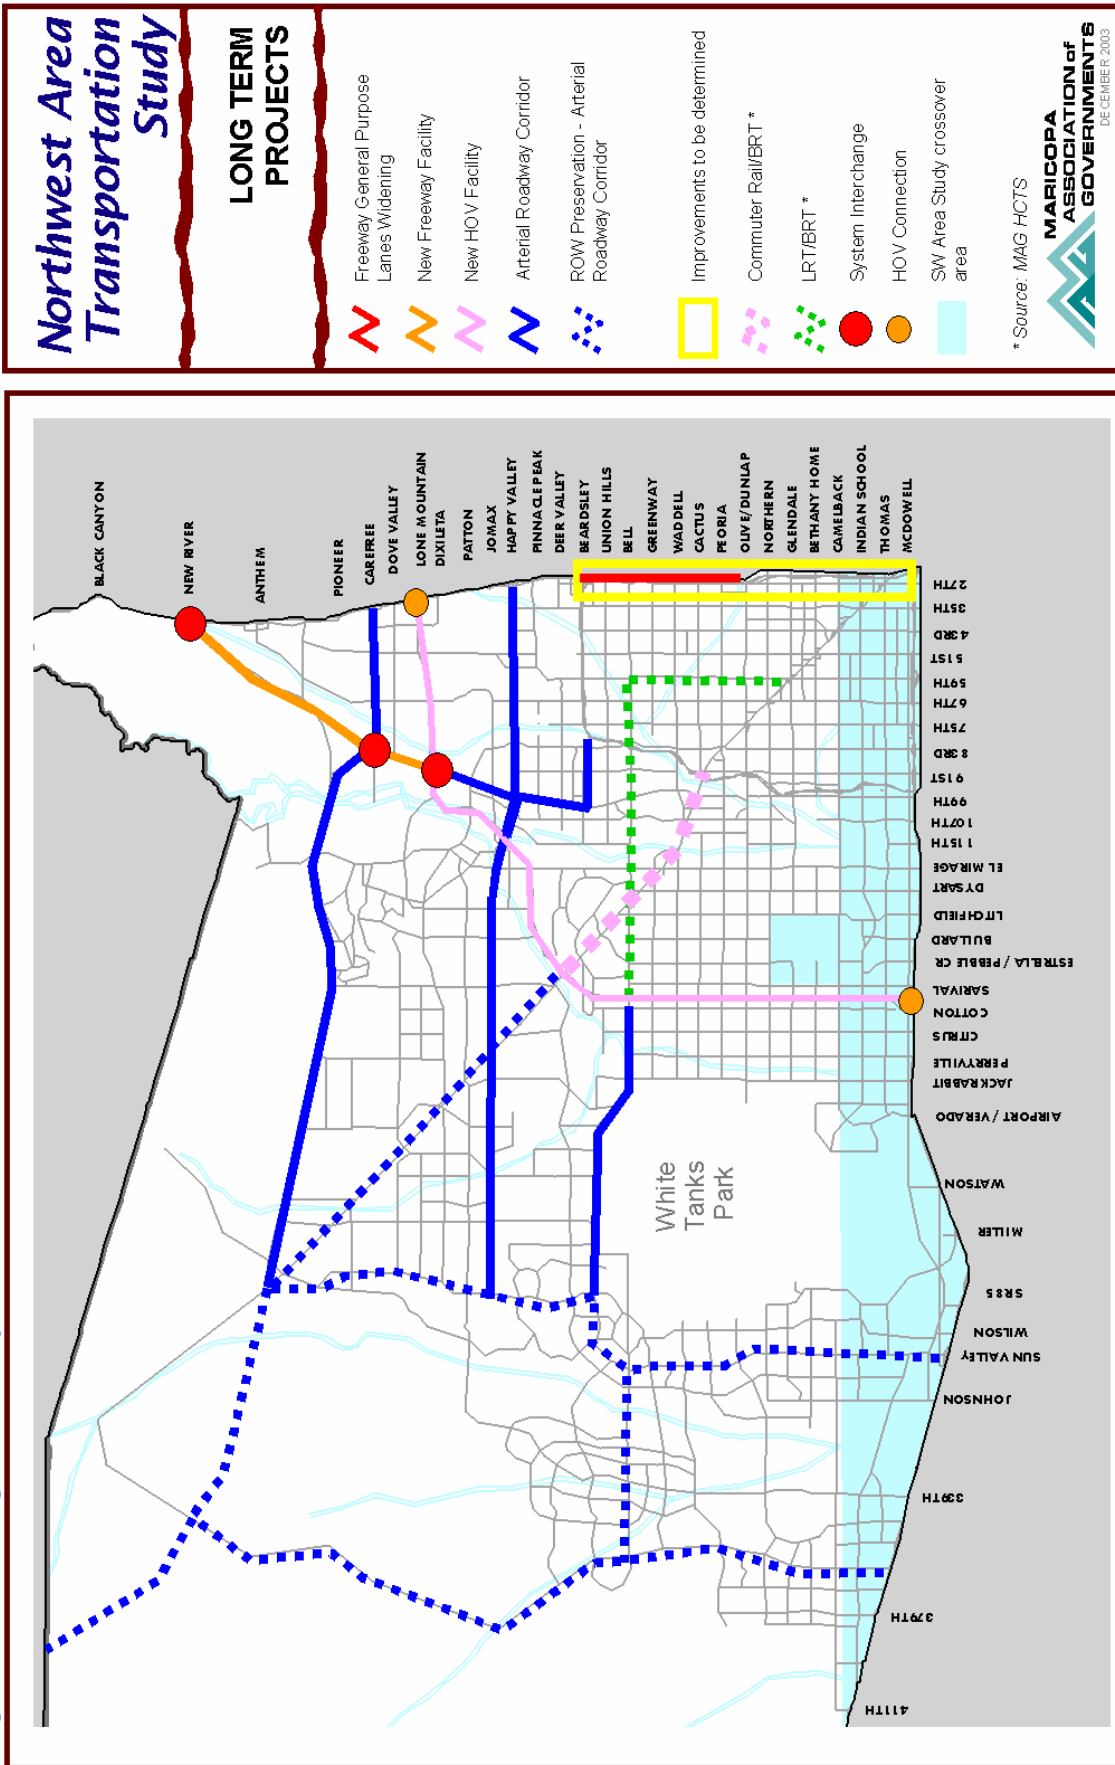 Northwest Area
Transportation
Study
LONG TERM
PROJECTS
Freeway General Purpose
Lanes Widening
New Freeway Facility
New HOV Facility
Arterial Roadway Corridor
ROW Preservation - Arterial
Roadway Corridor
Improvements to be determined
Commuter Rail/BRT *
LRT/BRT *
System Interchange
HOV Connection
SW Area Study crossover
area
* Source: MAG HCTS
MARICOPA
ASSOCIATION of
GOVERNMENTS
DECEMBER 2003
BLACK CANYON
NEW RIVER
ANTHEM
PIONEER
CAREFREE
DOVE VALLEY
LONE MOUNTAIN
DIXILETA
PATTON
JOMAX
HAPPY VALLEY
PINNACLE PEAK
DEER VALLEY
BEARDSLEY
UNION HILLS
BELL
GREENWAY
WADDELL
CACTUS
PEORIA
OLIVE/DUNLAP
NORTHERN
GLENDALE
BETHANY HOME
CAMELBACK
INDIAN SCHOOL
THOMAS
MCDOWELL
27TH
35TH
43RD
51ST
59TH
67TH
75TH
83RD
91ST
99TH
107TH
115TH
EL MIRAGE
DYSART
LITCHFIELD
BULLARD
ESTRELLA / PEBBLE CR
SARIVAL
COTTON
CITRUS
PERRYVILLE
JACKRABBIT
AIRPORT / VERADO
WATSON
MILLER
SR85
WILSON
SUN VALLEY
JOHNSON
339TH
379TH
411TH
White
Tanks
Park